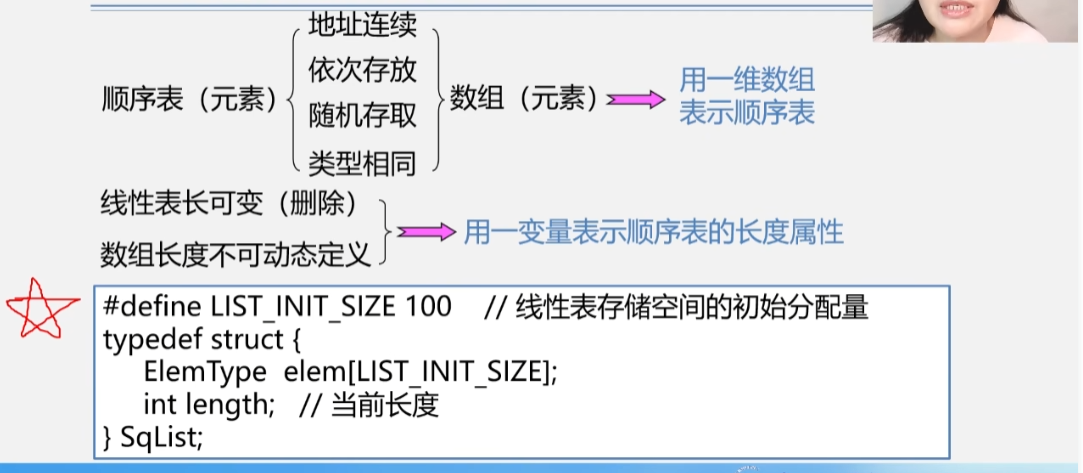 地址连续
依次存放
顺序表（元素） 数组（元素） 用一维数组
随机存取 表示顺序表
类型相同
线性表长可变（删除）
用一变量表示顺序表的长度属性
数组长度不可动态定义
#define LIST_INIT_SIZE 100 // 线性表存储空间的初始分配量
typedef struct {
ElemType elem[LIST_INIT_SIZE];
int length; // 当前长度
} SqList;